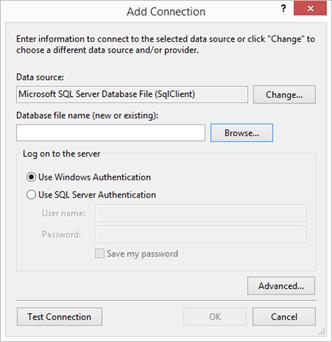 Add Connection
? ×
Enter information to connect to the selected data source or click "Change" to
choose a different data source and/or provider.
Data source:
Microsoft SQL Server Database File (SqlClient)
Change...
Database file name (new or existing):
Browse...
Log on to the server
Use Windows Authentication
Use SQL Server Authentication
User name:
Password:
Save my password
Advanced...
Test Connection
OK
Cancel